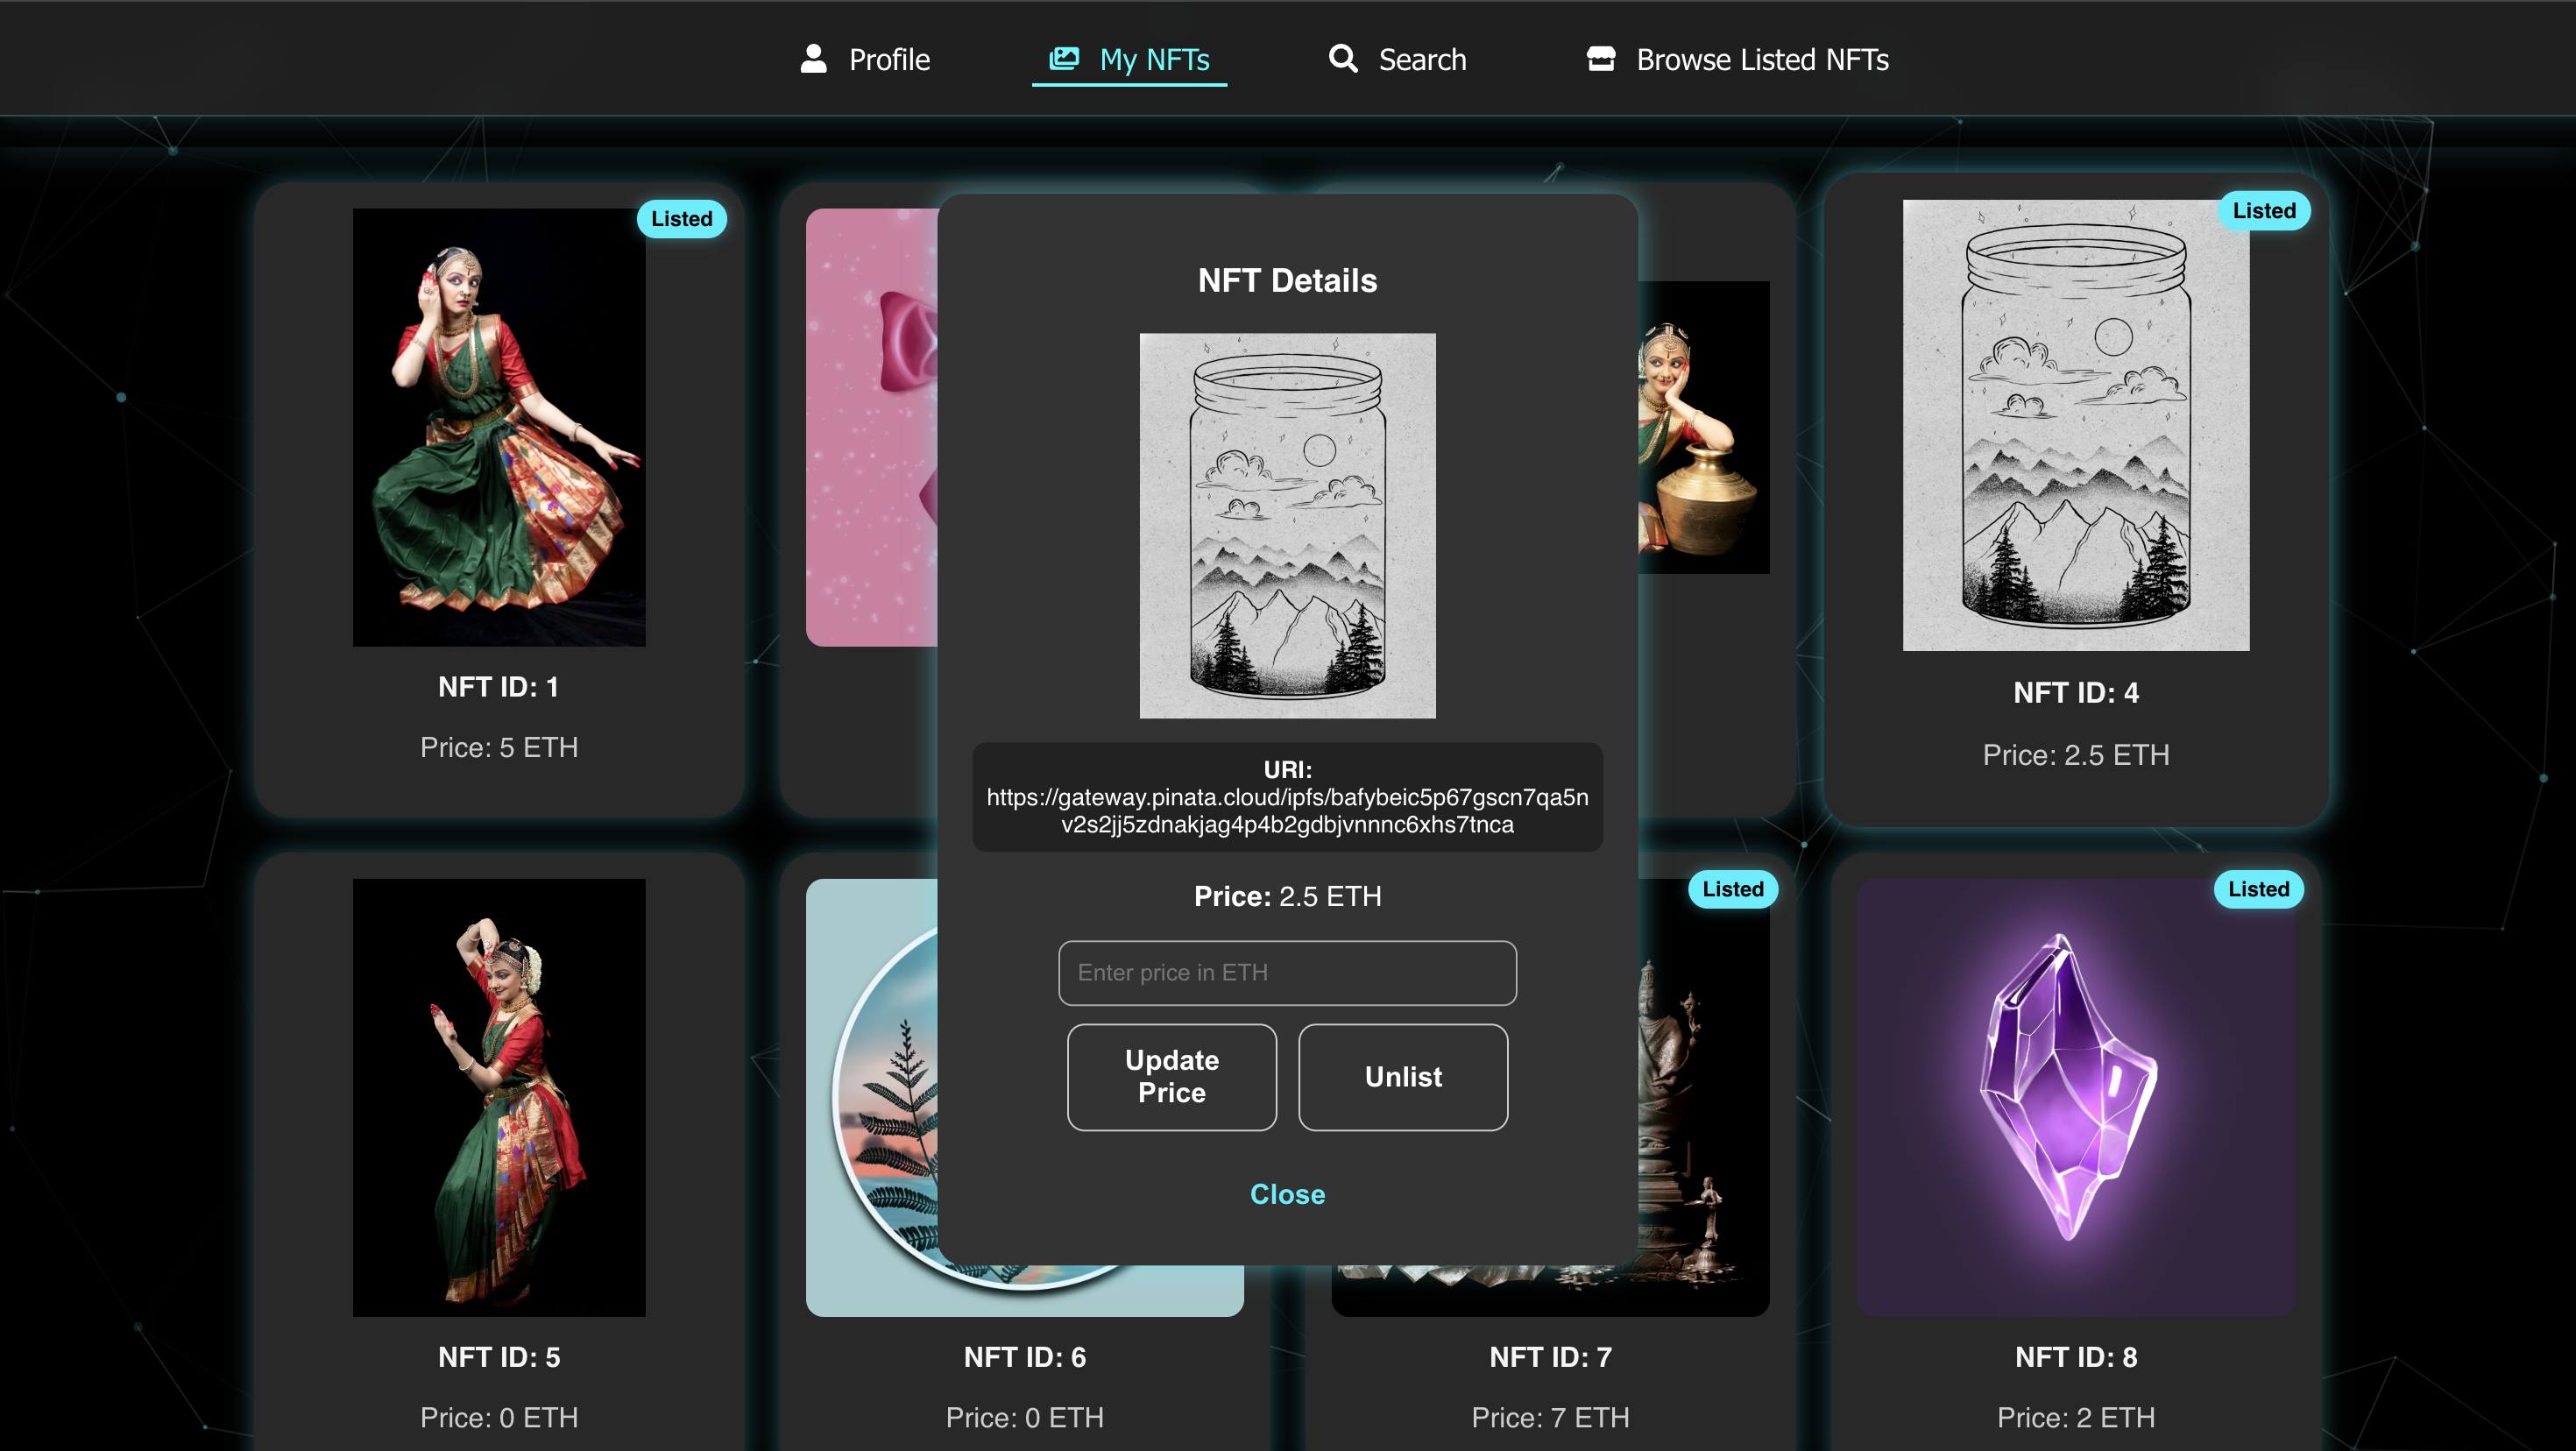 Profile
My NFTs
Search
Browse Listed NFTs
Listed
NFT ID: 1
Price: 5 ETH
Listed
NFT ID: 4
Price: 2.5 ETH
NFT Details
URI:
https://gateway.pinata.cloud/ipfs/bafybeic5p67gscn7qa5n
v2s2jj5zdnakjag4p4b2gdbjvnnnc6xhs7tnca
Price: 2.5 ETH
Enter price in ETH
Update
Price
Unlist
Close
NFT ID: 5
Price: 0 ETH
NFT ID: 6
Price: 0 ETH
Listed
NFT ID: 7
Price: 7 ETH
Listed
NFT ID: 8
Price: 2 ETH